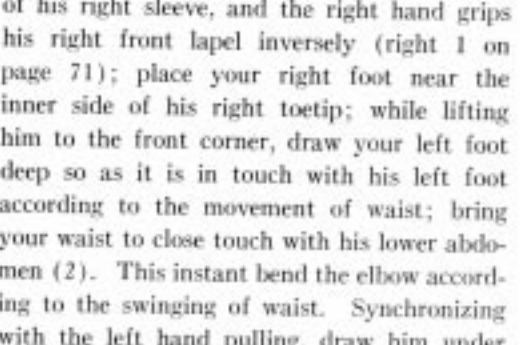 of his right sleeve, and the right hand grips
his right front lapel inversely (right 1 on
page 71); place your right foot near the
inner side of his right toetip; while lifting
him to the front corner, draw your left foot
deep so as it is in touch with his left foot
according to the movement of waist; bring
your waist to close touch with his lower abdo-
men (2). This instant bend the elbow accord-
ing to the swinging of waist. Synchronizing
with the left hand pulling, draw him under